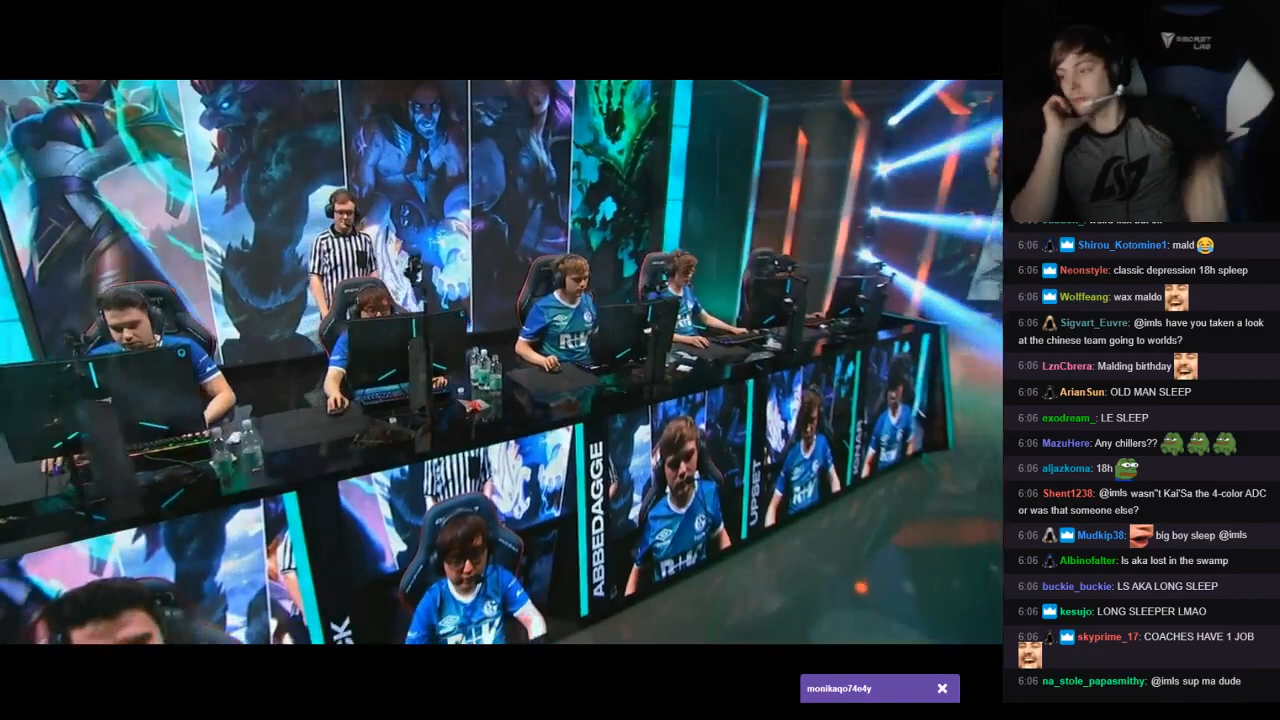 SECRET
LAB
6:06 Shirou_Kotomine1: mald
6:06 Neonstyle: classic depression 18h spleep
6:06 Wolffeang: wax maldo
6:06 Sigvart_Euvre: @imls have you taken a look
at the chinese team going to worlds?
6:06 LznCbrera: Malding birthday
6:06 ArianSun: OLD MAN SLEEP
6:06 exodream_: LE SLEEP
6:06 MazuHere: Any chillers??
6:06 aljazkoma: 18h
6:06 Shent1238: @imls wasn"t Kai'Sa the 4-color ADC
or was that someone else?
6:06 Mudkip38: big boy sleep @imls
6:06 Albinofalter: Is aka lost in the swamp
6:06 buckie_buckie: LS AKA LONG SLEEP
6:06 kesujo: LONG SLEEPER LMAO
6:06 skyprime_17: COACHES HAVE 1 JOB
6:06 na_stole_papasmithy: @imls sup ma dude
ABBEDAGGE
UPSET
IGNAR
monikaqo74e4y